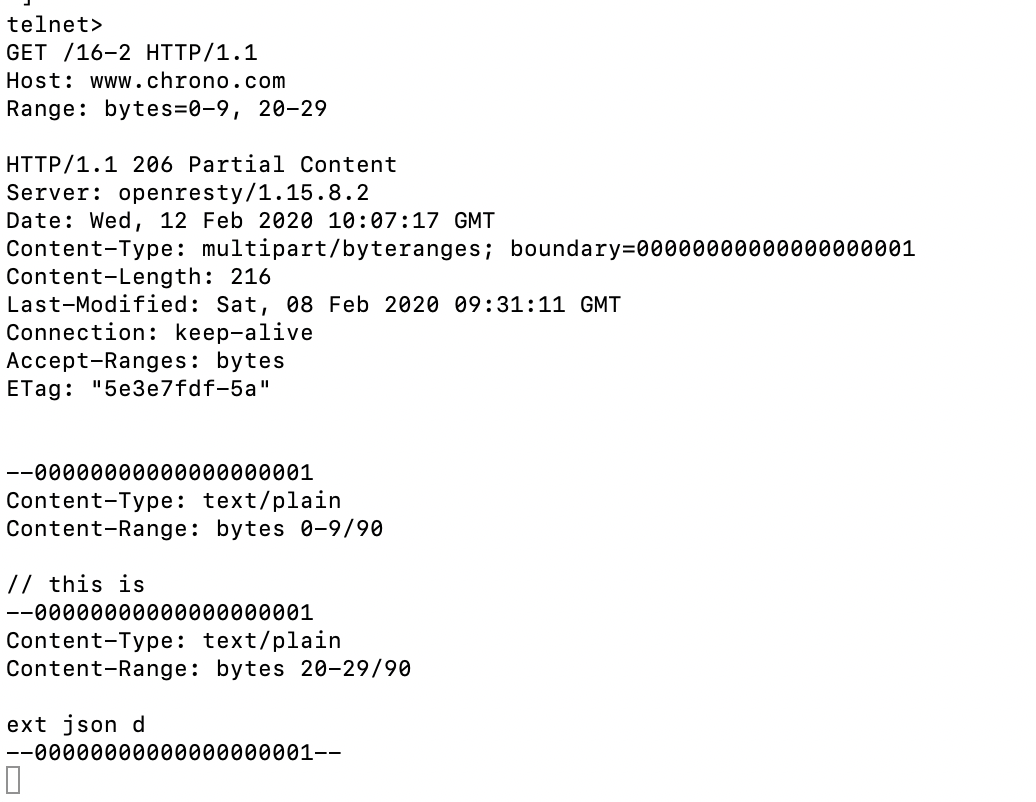 telnet>
GET /16-2 HTTP/1.1
Host: www.chrono.com
Range: bytes=0-9, 20-29
HTTP/1.1 206 Partial Content
Server: openresty/1.15.8.2
Date: Wed, 12 Feb 2020 10:07:17 GMT
Content-Type: multipart/byteranges; boundary=00000000000000000001
Content-Length: 216
Last-Modified: Sat, 08 Feb 2020 09:31:11 GMT
Connection: keep-alive
Accept-Ranges: bytes
ETag: "5e3e7fdf-5a"
--00000000000000000001
Content-Type: text/plain
Content-Range: bytes 0-9/90
// this is
--00000000000000000001
Content-Type: text/plain
Content-Range: bytes 20-29/90
ext json d
--00000000000000000001--